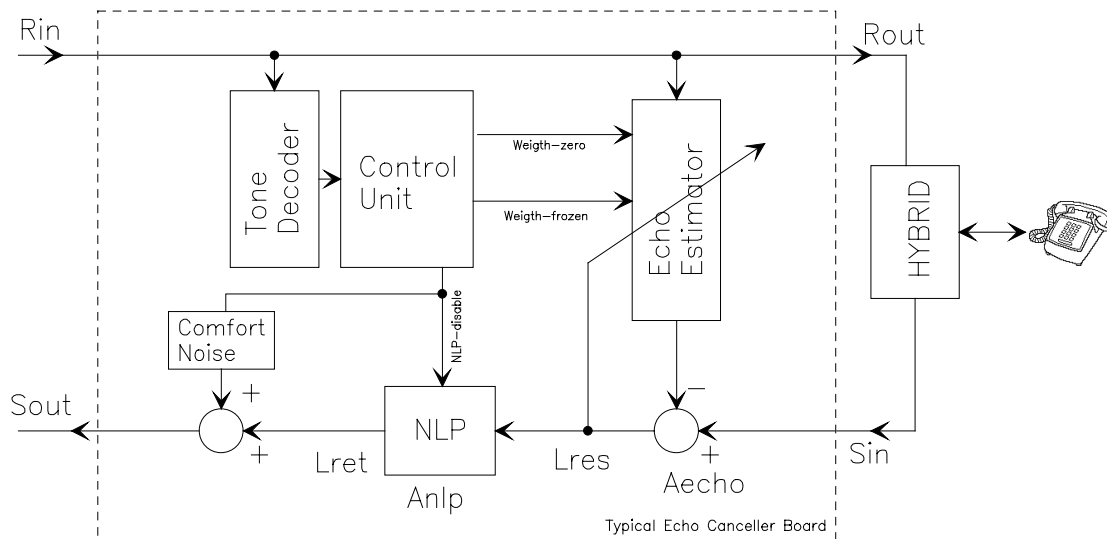 Rin
Rout
Tone
Decoder
Control
Unit
Weigth-zero
Weigth-frozen
Echo
Estimator
HYBRID
NLP-disable
Comfort
Noise
+
-
Sout
NLP
+
Lret
Lres
+
Sin
Anlp
Aecho
Typical Echo Canceller Board